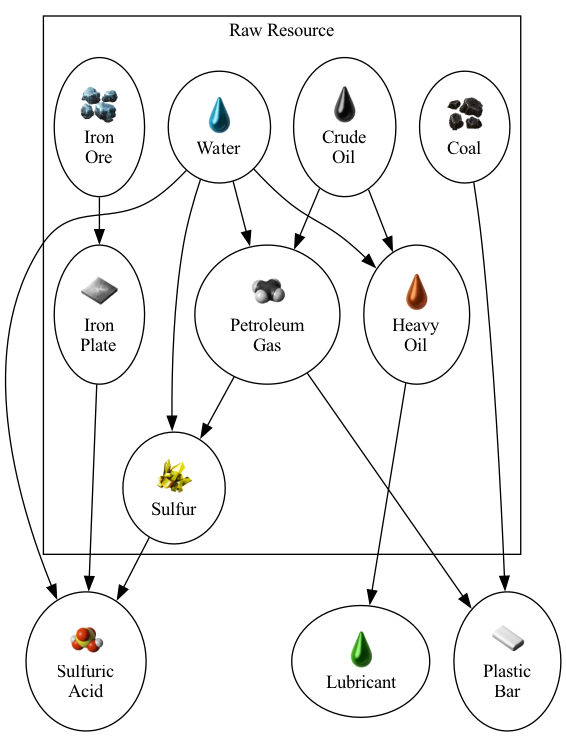 Raw Resource
Iron
Ore
Water
Crude
Oil
Coal
Iron
Plate
Petroleum
Gas
Heavy
Oil
Sulfur
Sulfuric
Acid
Lubricant
Plastic
Bar